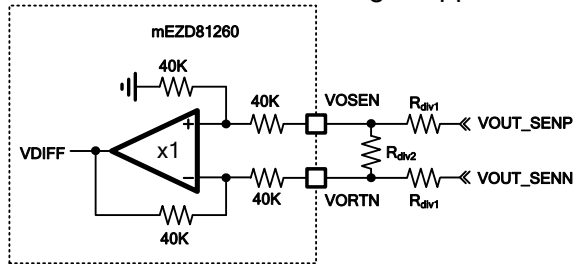 mEZD81260
40K
40K
VOSEN
Rdiv1
VOUT_SENP
+
VDIFF
x1
Rdiv2
−
VOUT_SENN
40K
VORTN
Rdiv1
40K